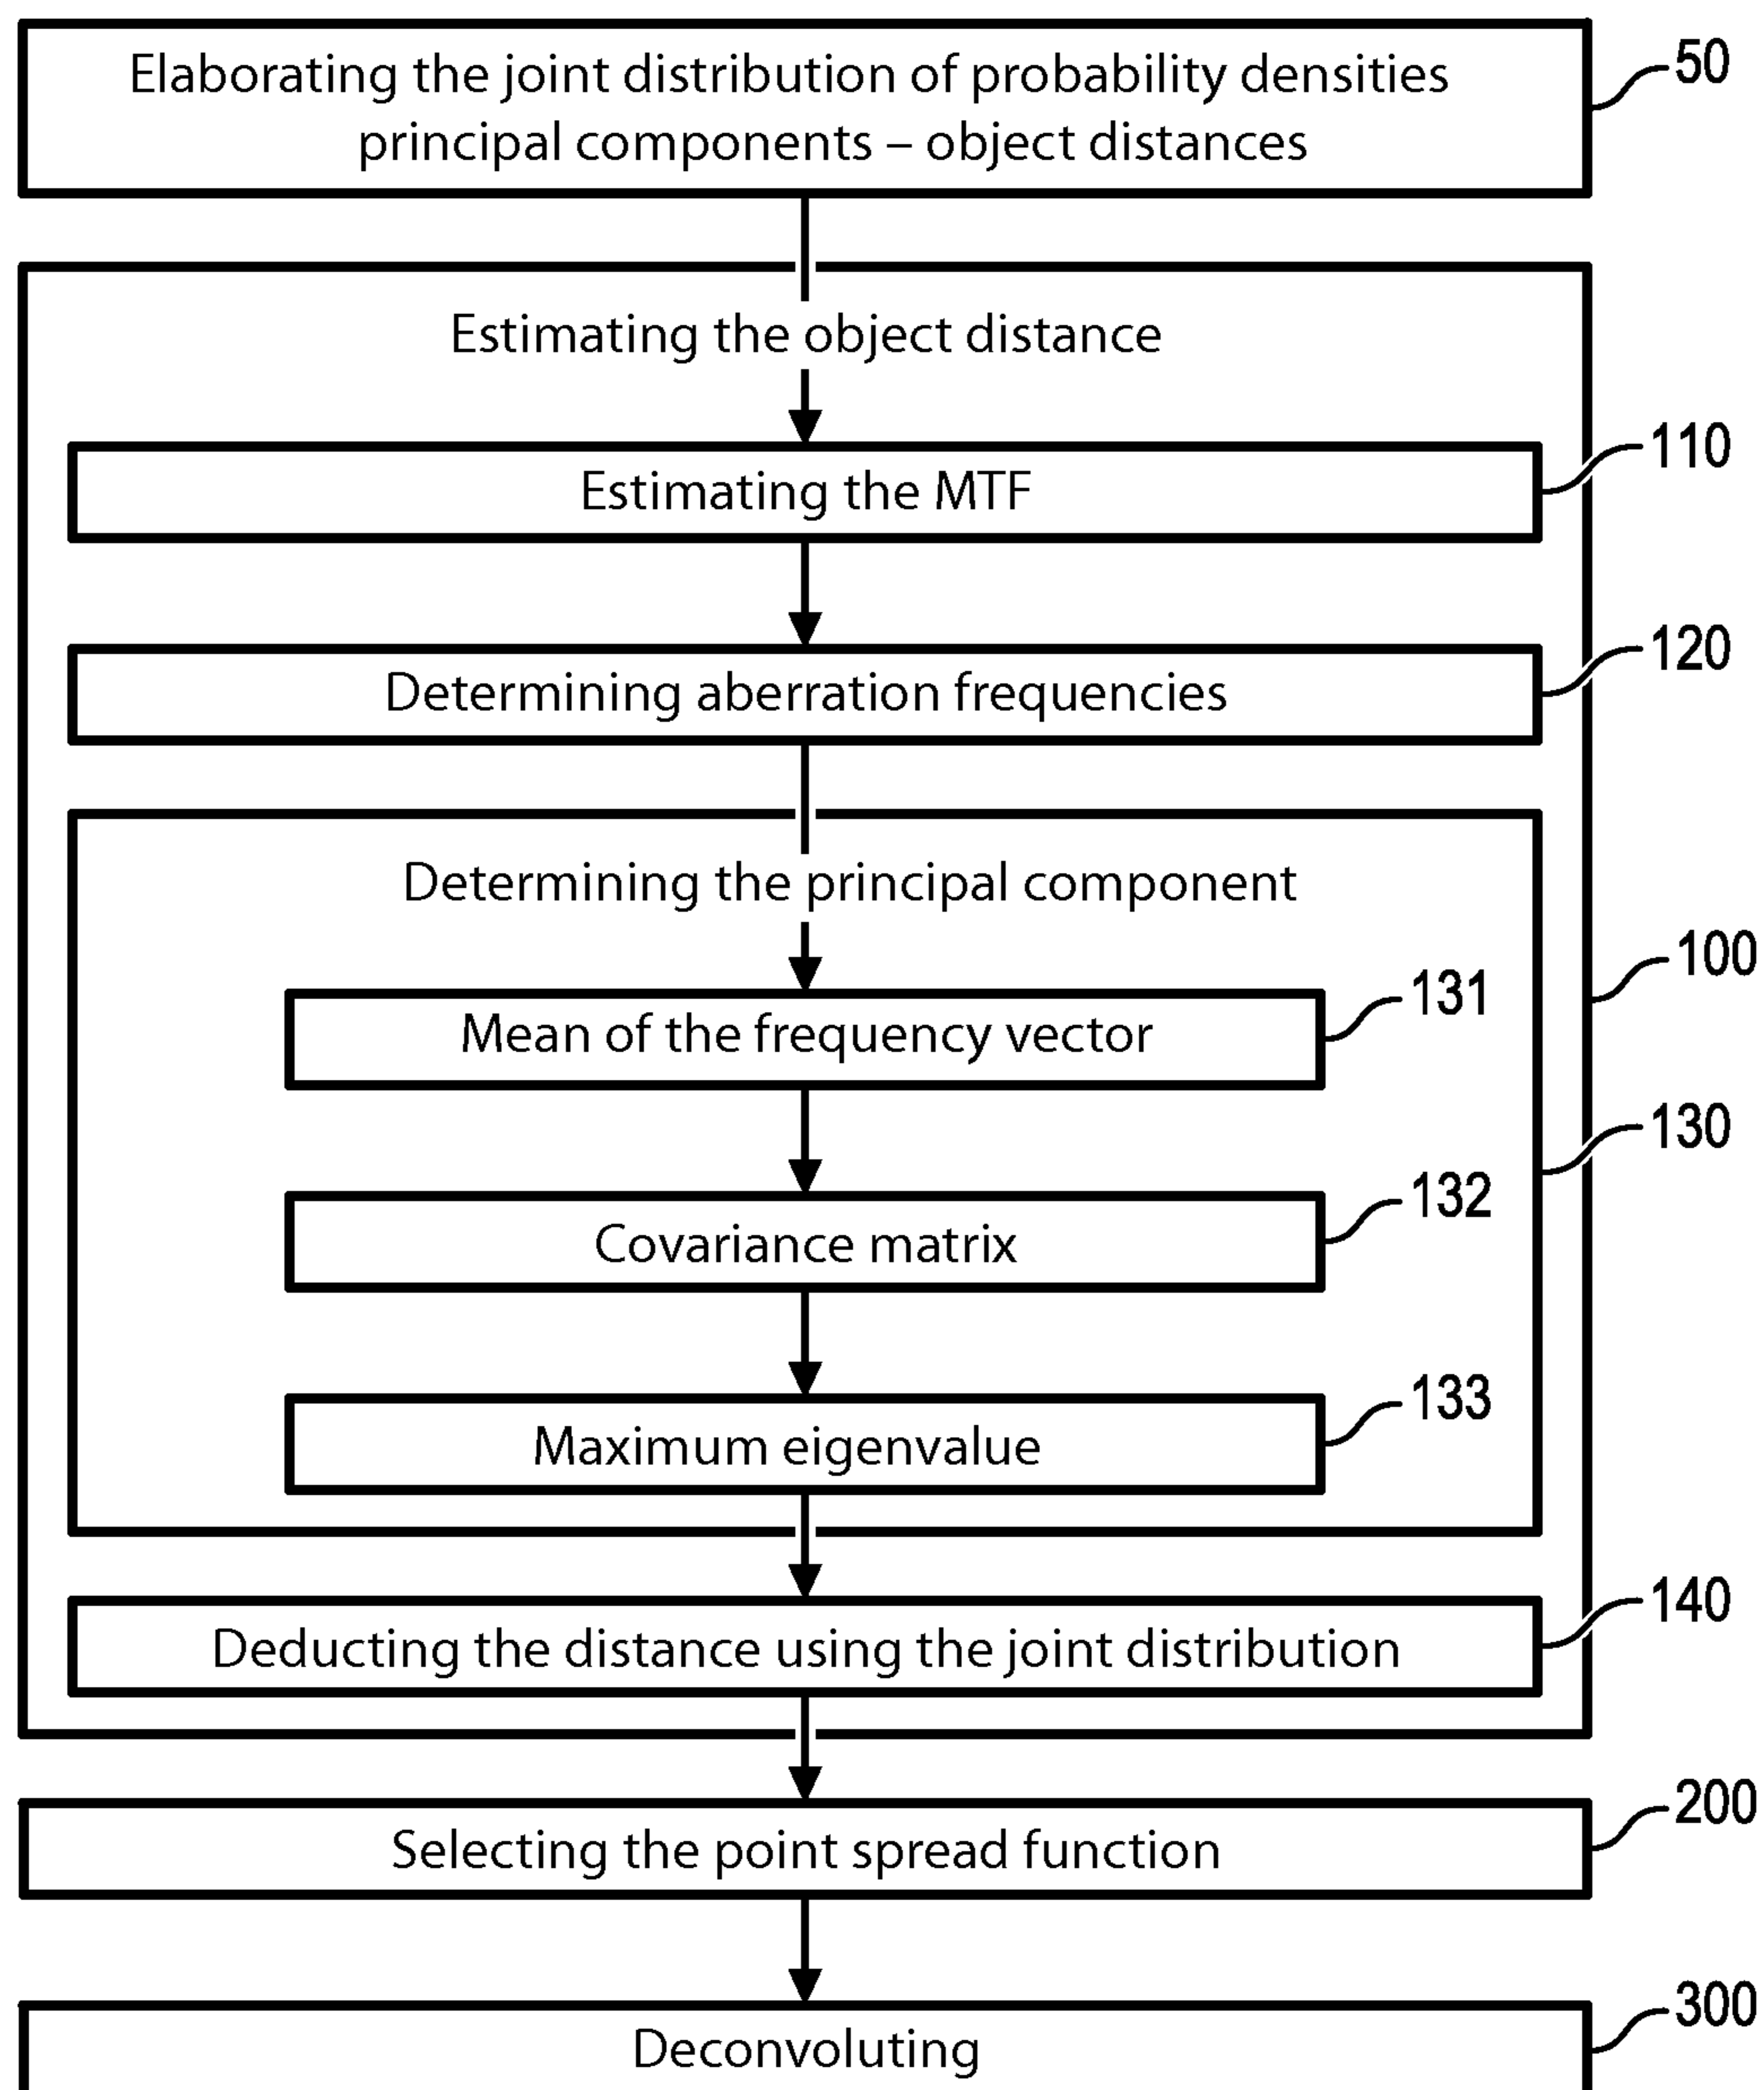 Elaborating the joint distribution of probability densities
principal components – object distances
50
Estimating the object distance
Estimating the MTF
110
Determining aberration frequencies
120
Determining the principal component
100
Mean of the frequency vector
131
130
Covariance matrix
132
Maximum eigenvalue
133
Deducting the distance using the joint distribution
140
Selecting the point spread function
200
Deconvoluting
300